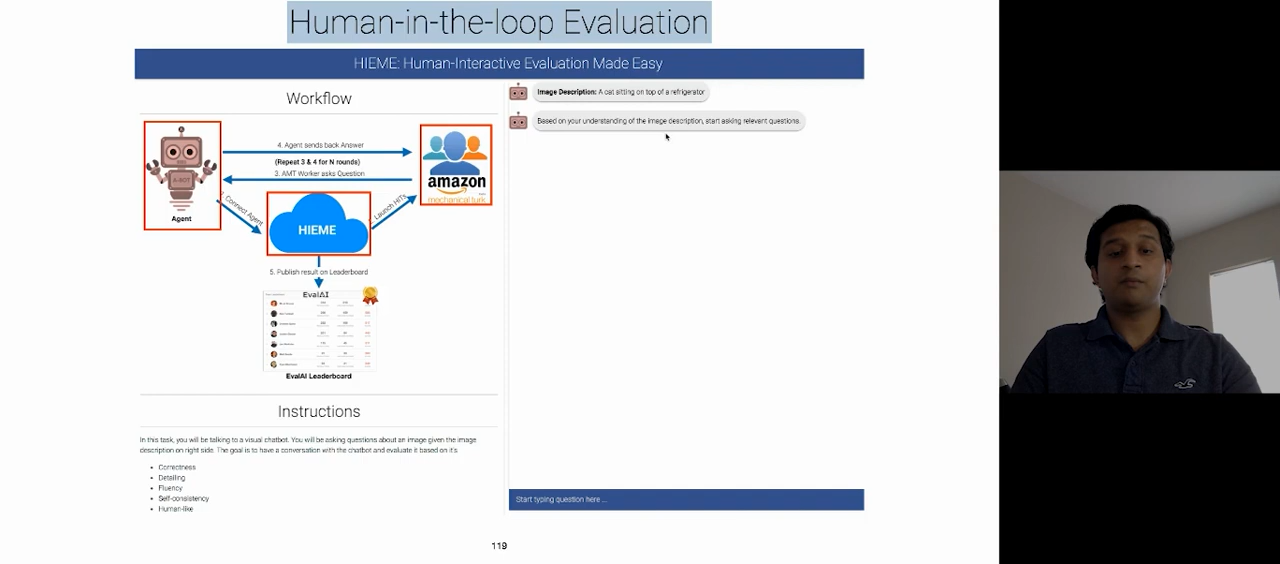 Human-in-the-loop Evaluation
HIEME: Human-Interactive Evaluation Made Easy
Workflow
4. Agent sends back Answer
(Repeat 3 & 4 for N rounds)
3. AMT Worker asks Question
A-BOT
Agent
amazon
mechanical turk
Connect Agent
Launch HITs
HIEME
5. Publish result on Leaderboard
EvalAI
EvalAI Leaderboard
Instructions
In this task, you will be talking to a visual chatbot. You will be asking questions about an image given the image
description on right side. The goal is to have a conversation with the chatbot and evaluate it based on it's
• Correctness
• Detailing
• Fluency
• Self-consistency
• Human-like
Image Description: A cat sitting on top of a refrigerator
Based on your understanding of the image description, start asking relevant questions.
Start typing question here ...
119